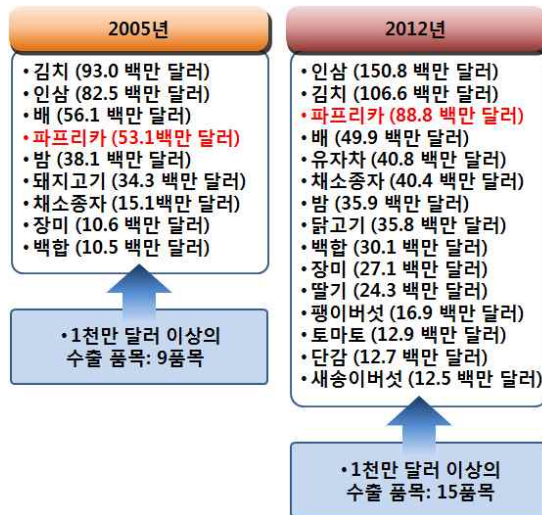 2005년
• 김치 (93.0 백만 달러)
• 인삼 (82.5 백만 달러)
• 배 (56.1 백만 달러)
• 파프리카 (53.1백만 달러)
• 밤 (38.1 백만 달러)
• 돼지고기 (34.3 백만 달러)
• 채소종자 (15.1백만 달러)
• 장미 (10.6 백만 달러)
• 백합 (10.5 백만 달러)
• 1천만 달러 이상의
수출 품목: 9품목
2012년
• 인삼 (150.8 백만 달러)
• 김치 (106.6 백만 달러)
• 파프리카 (88.8 백만 달러)
• 배 (49.9 백만 달러)
• 유자차 (40.8 백만 달러)
• 채소종자 (40.4 백만 달러)
• 밤 (35.9 백만 달러)
• 닭고기 (35.8 백만 달러)
• 백합 (30.1 백만 달러)
• 장미 (27.1 백만 달러)
• 딸기 (24.3 백만 달러)
• 팽이버섯 (16.9 백만 달러)
• 토마토 (12.9 백만 달러)
• 단감 (12.7 백만 달러)
• 새송이버섯 (12.5 백만 달러)
• 1천만 달러 이상의
수출 품목: 15품목